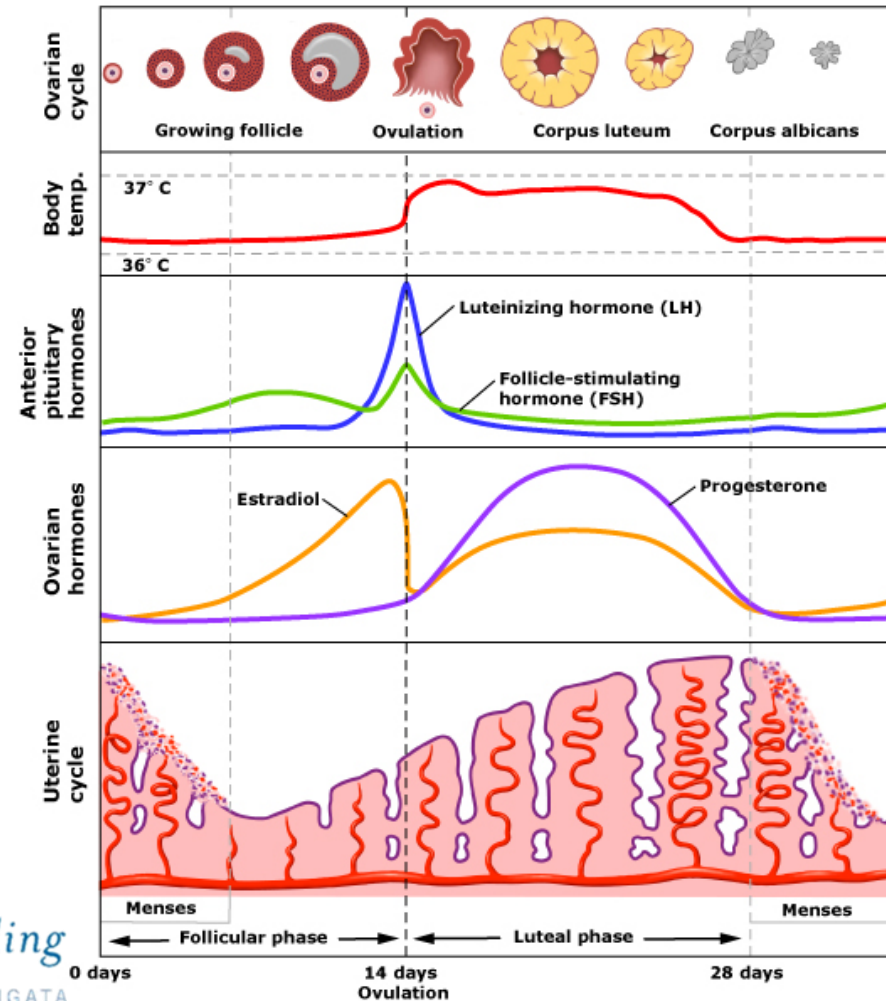 Ovarian
cycle
Growing follicle
Ovulation
Corpus luteum
Corpus albicans
Body
temp.
37° C
36° C
Anterior
pituitary
hormones
Luteinizing hormone (LH)
Follicle-stimulating
hormone (FSH)
Ovarian
hormones
Estradiol
Progesterone
Uterine
cycle
Menses
Menses
Follicular phase
Luteal phase
0 days
14 days
28 days
Ovulation